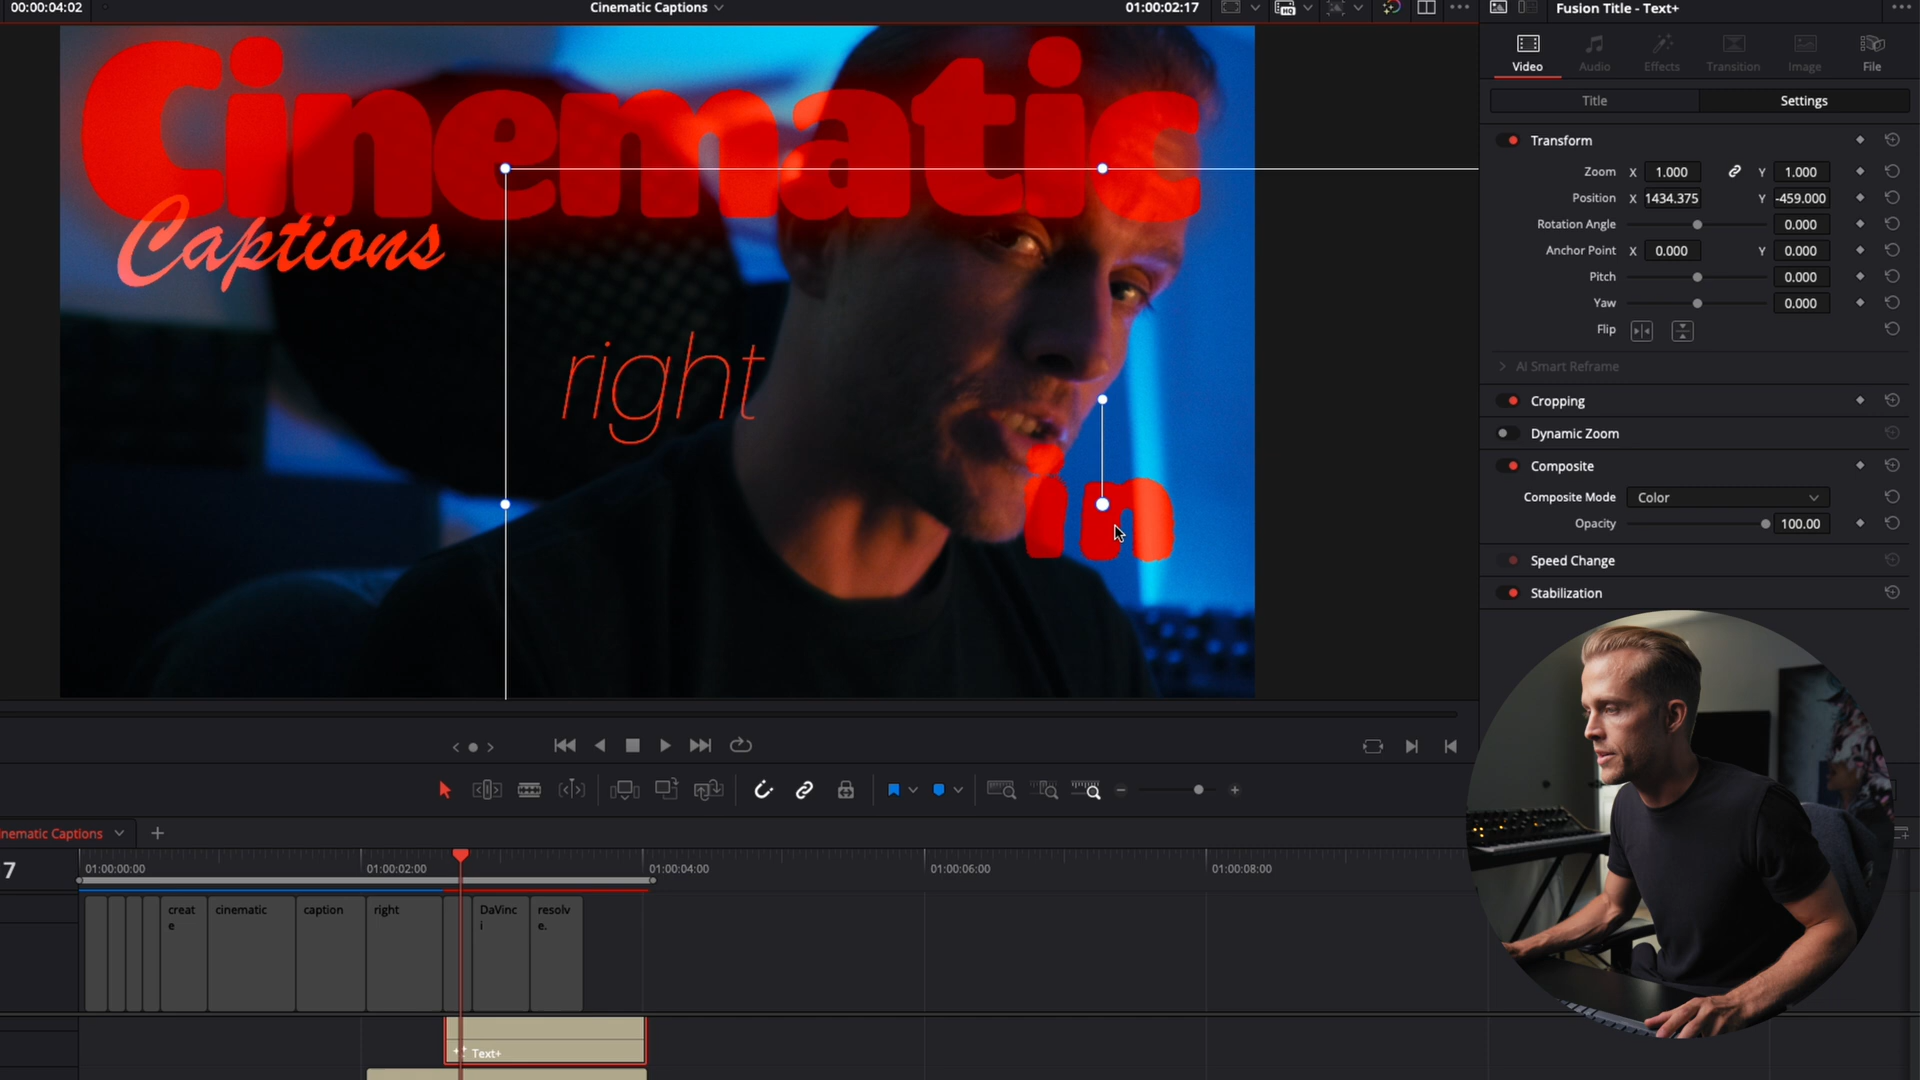 00:00:04:02
Cinematic Captions
01:00:02:17
HQ
Fusion Title - Text+
Video
Audio
Effects
Transition
Image
File
Title
Settings
Transform
Zoom X 1.000 Y 1.000
Position X 1434.375 Y -459.000
Rotation Angle 0.000
Anchor Point X 0.000 Y 0.000
Pitch 0.000
Yaw 0.000
Flip
AI Smart Reframe
Cropping
Dynamic Zoom
Composite
Composite Mode Color
Opacity 100.00
Speed Change
Stabilization
Cinematic
Captions
right
in
inematic Captions
7
01:00:00:00
01:00:02:00
01:00:04:00
01:00:06:00
01:00:08:00
creat
e
cinematic
caption
right
DaVinc
i
resolv
e.
Text+